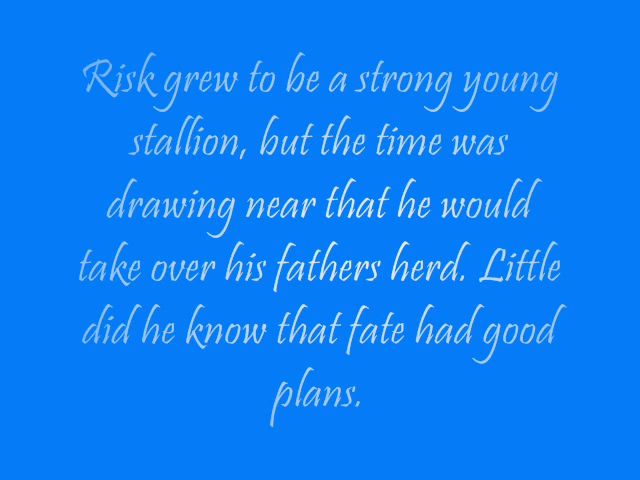 Risk grew to be a strong young
stallion, but the time was
drawing near that he would
take over his fathers herd. Little
did he know that fate had good
plans.